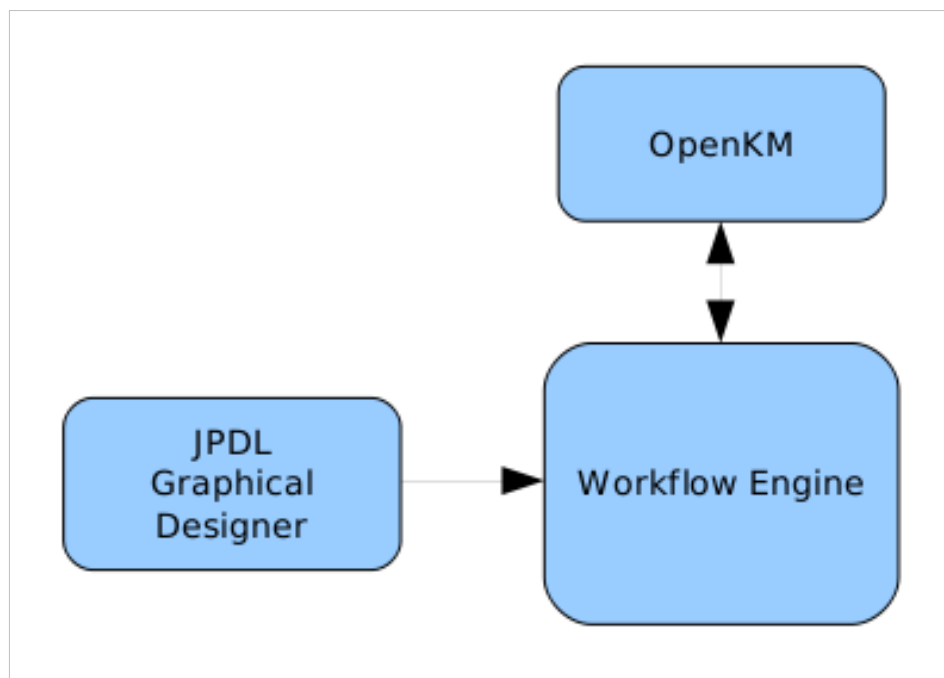 OpenKM
JPDL
Graphical
Designer
Workflow Engine